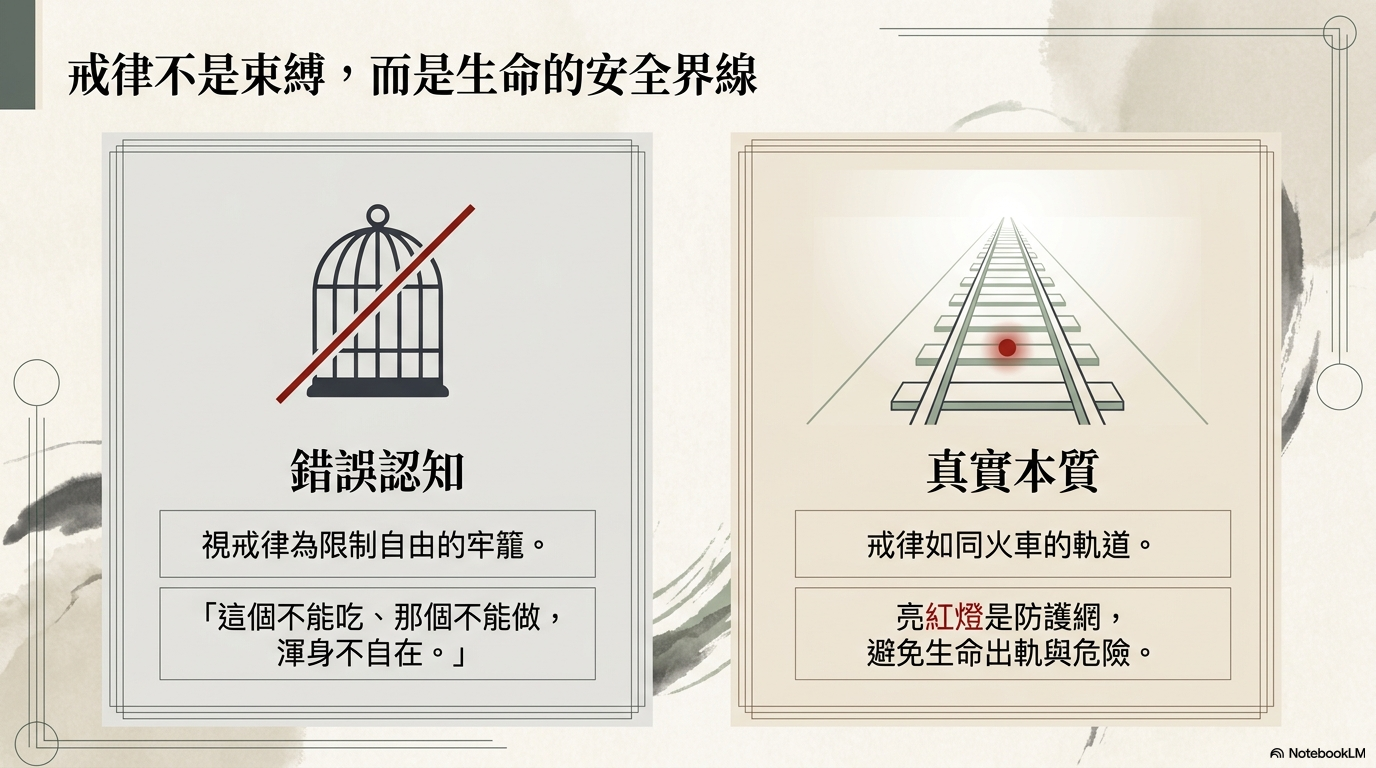 戒律不是束縛，而是生命的安全界線
錯誤認知
視戒律為限制自由的牢籠。
「這個不能吃、那個不能做，
渾身不自在。」
真實本質
戒律如同火車的軌道。
亮紅燈是防護網，
避免生命出軌與危險。
NotebookLM